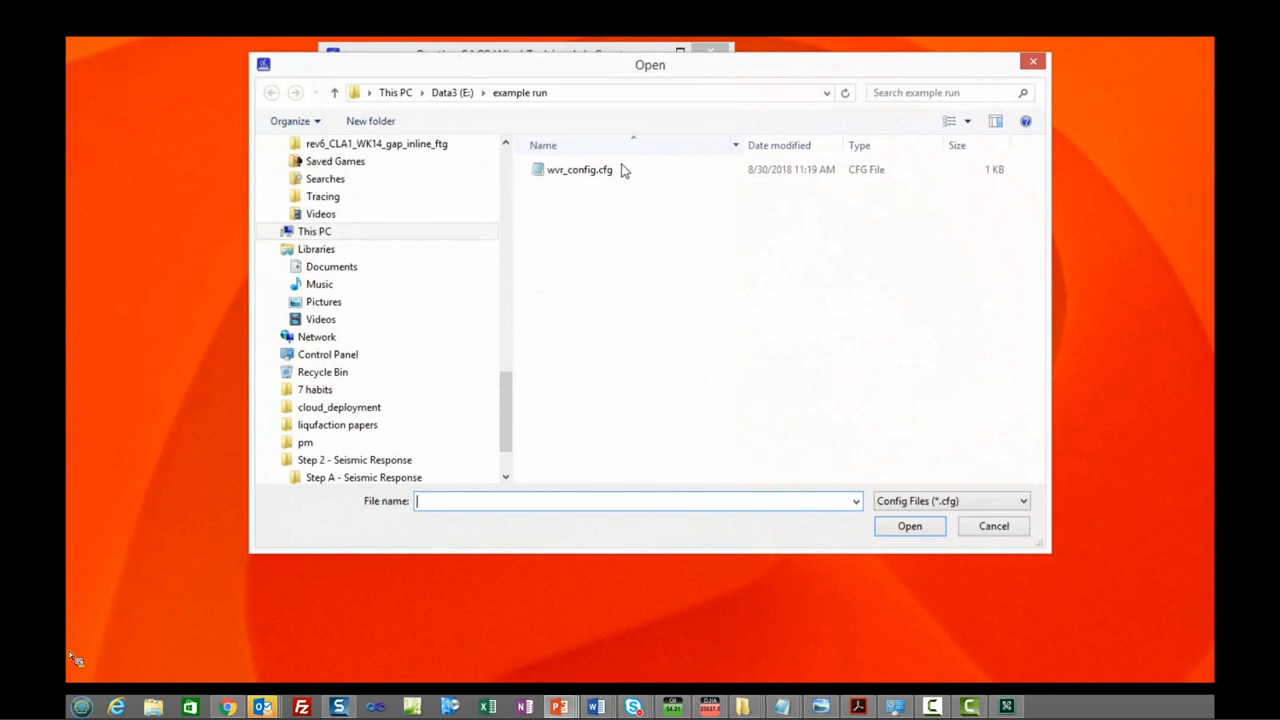 Open
This PC
Data3 (E:)
example run
Search example run
Organize
New folder
rev6_CLA1_WK14_gap_inline_ftg
Saved Games
Searches
Tracing
Videos
This PC
Libraries
Documents
Music
Pictures
Videos
Network
Control Panel
Recycle Bin
7 habits
cloud_deployment
liqufaction papers
pm
Step 2 - Seismic Response
Step A - Seismic Response
Name
Date modified
Type
Size
wvr_config.cfg
8/30/2018 11:19 AM
CFG File
1 KB
File name:
Config Files (*.cfg)
Open
Cancel